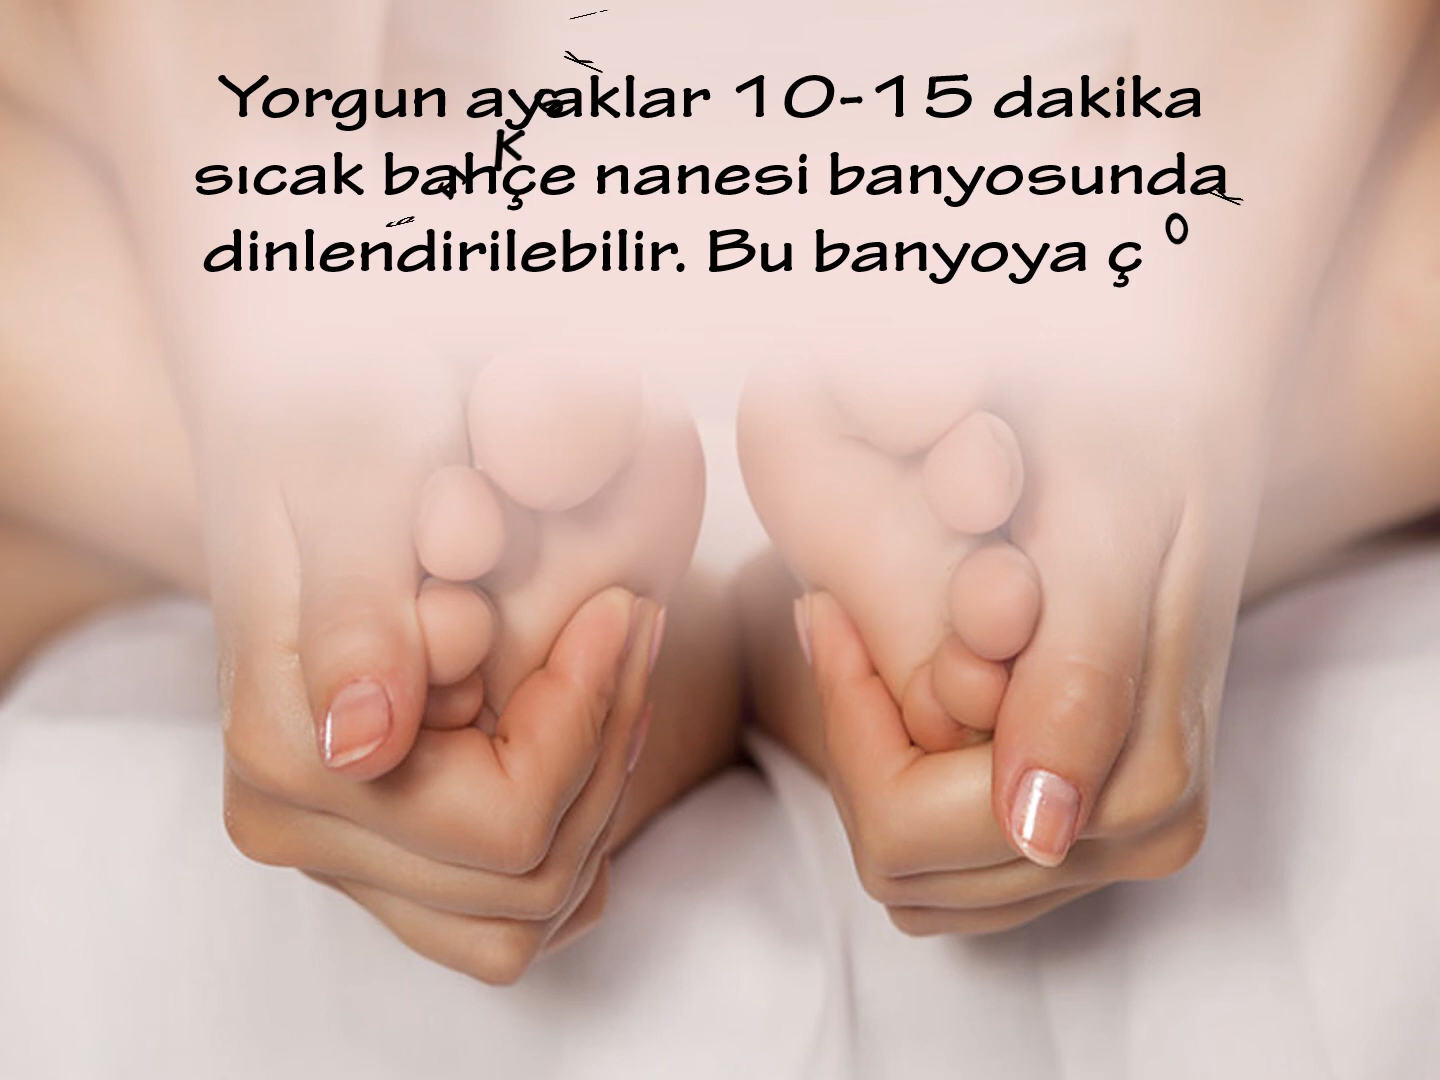 Yorgun ayaklar 10-15 dakika
sıcak bahçe nanesi banyosunda
dinlendirilebilir. Bu banyoya ç